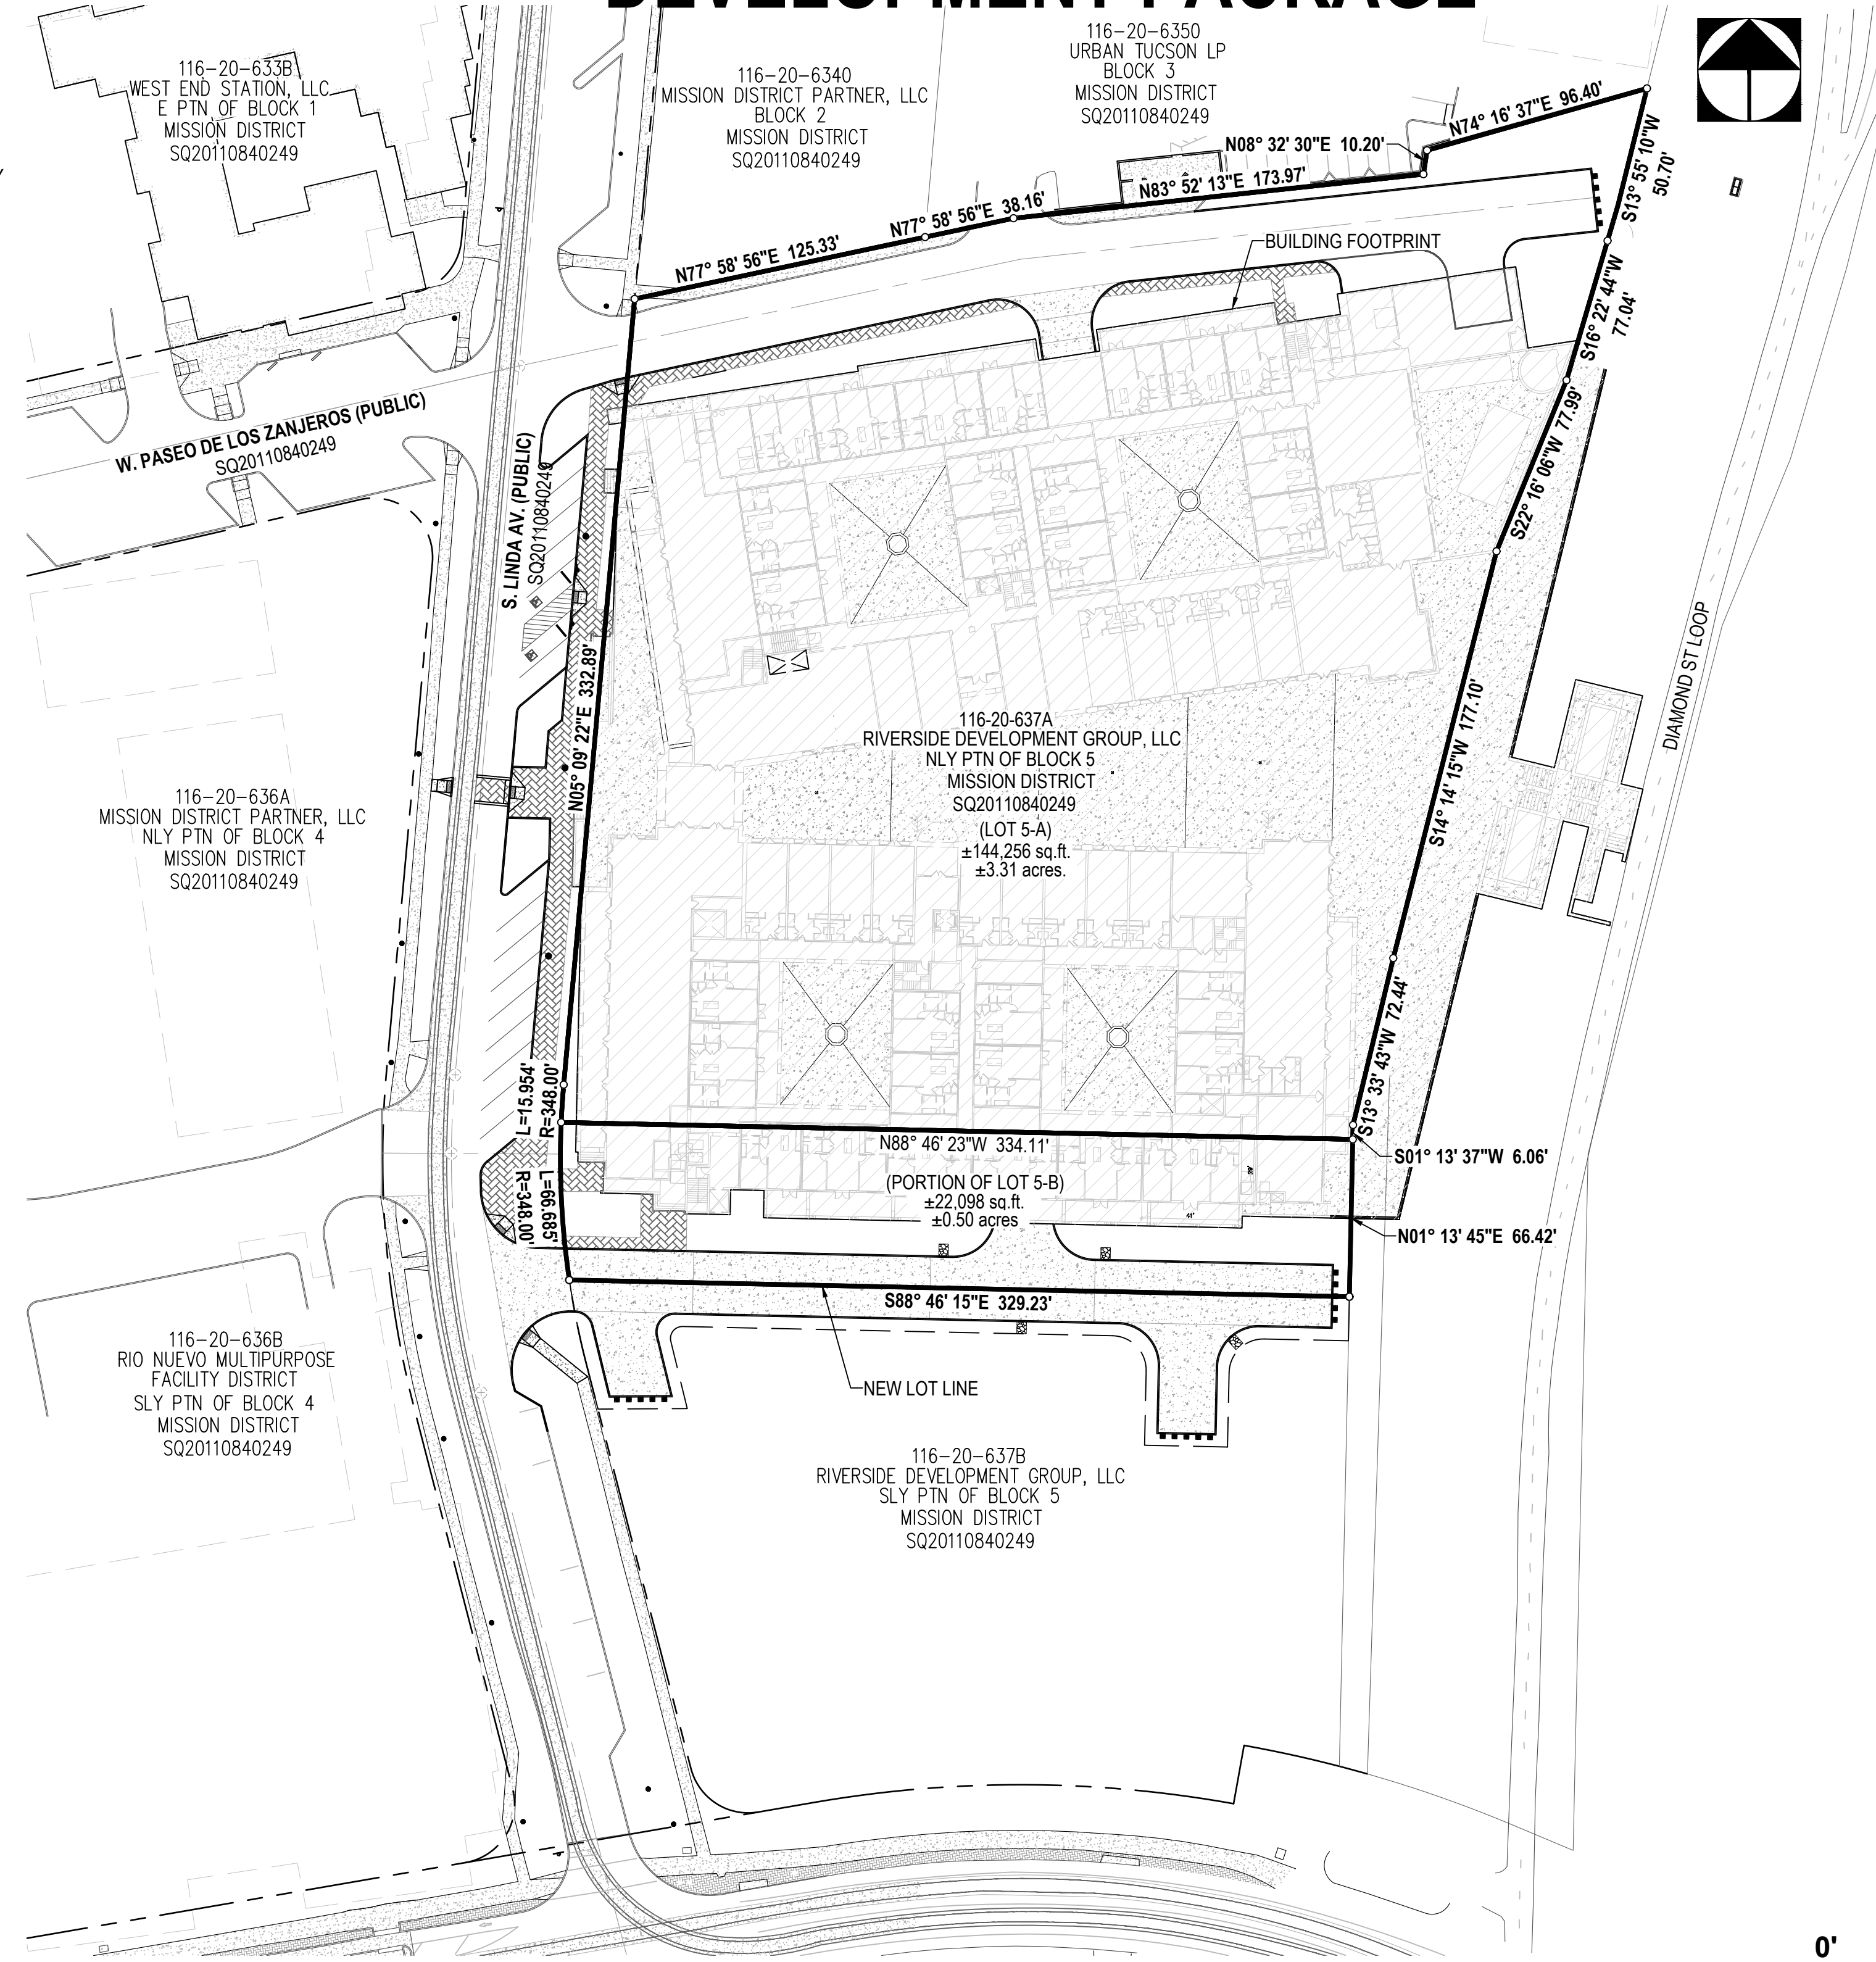 DEVELOPMENT PACKAGE
116-20-633B
WEST END STATION, LLC
E PTN OF BLOCK 1
MISSION DISTRICT
SQ20110840249
116-20-6340
MISSION DISTRICT PARTNER, LLC
BLOCK 2
MISSION DISTRICT
SQ20110840249
116-20-6350
URBAN TUCSON LP
BLOCK 3
MISSION DISTRICT
SQ20110840249
N74° 16' 37"E 96.40'
N08° 32' 30"E 10.20'
N83° 52' 13"E 173.97'
N77° 58' 56"E 38.16'
N77° 58' 56"E 125.33'
S13° 55' 10"W
50.70'
BUILDING FOOTPRINT
S16° 22' 44"W
77.04'
S22° 16' 06"W 77.99'
W. PASEO DE LOS ZANJEROS (PUBLIC)
SQ20110840249
S. LINDA AV. (PUBLIC)
SQ20110840249
N05° 09' 22"E 332.89'
DIAMOND ST LOOP
S14° 14' 15"W 177.10'
116-20-637A
RIVERSIDE DEVELOPMENT GROUP, LLC
NLY PTN OF BLOCK 5
MISSION DISTRICT
SQ20110840249
(LOT 5-A)
±144,256 sq.ft.
±3.31 acres.
116-20-636A
MISSION DISTRICT PARTNER, LLC
NLY PTN OF BLOCK 4
MISSION DISTRICT
SQ20110840249
S13° 33' 43"W 72.44'
L=15.954'
R=348.00'
N88° 46' 23"W 334.11'
S01° 13' 37"W 6.06'
L=66.685'
R=348.00'
(PORTION OF LOT 5-B)
±22,098 sq.ft.
±0.50 acres
41'
N01° 13' 45"E 66.42'
S88° 46' 15"E 329.23'
NEW LOT LINE
116-20-636B
RIO NUEVO MULTIPURPOSE
FACILITY DISTRICT
SLY PTN OF BLOCK 4
MISSION DISTRICT
SQ20110840249
116-20-637B
RIVERSIDE DEVELOPMENT GROUP, LLC
SLY PTN OF BLOCK 5
MISSION DISTRICT
SQ20110840249
0'